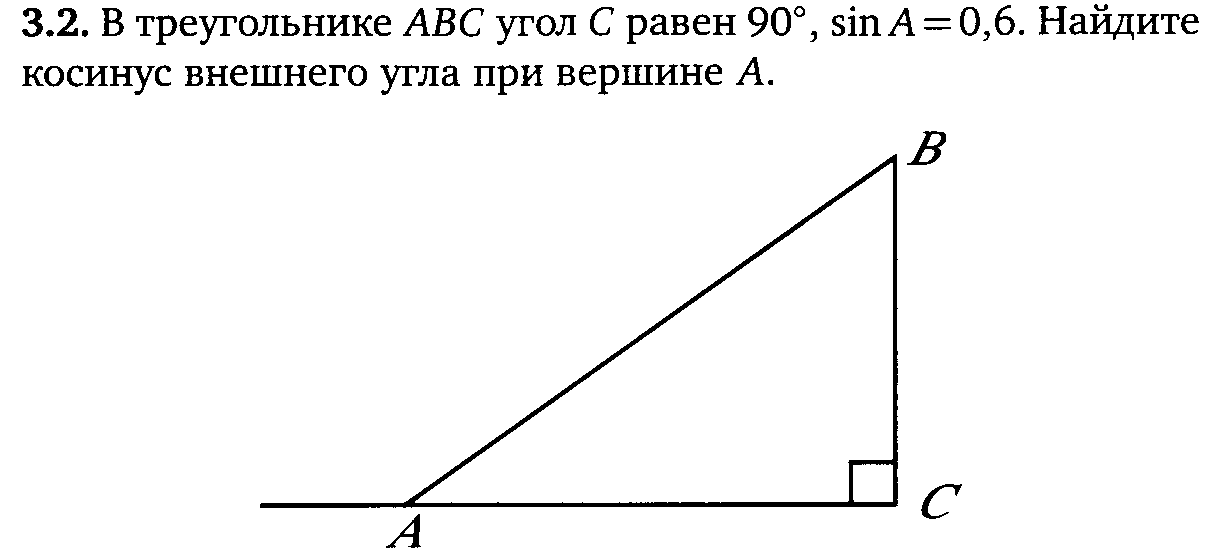 3.2. В треугольнике ABC угол C равен 90°, sin A = 0,6. Найдите
косинус внешнего угла при вершине A.
B
C
A